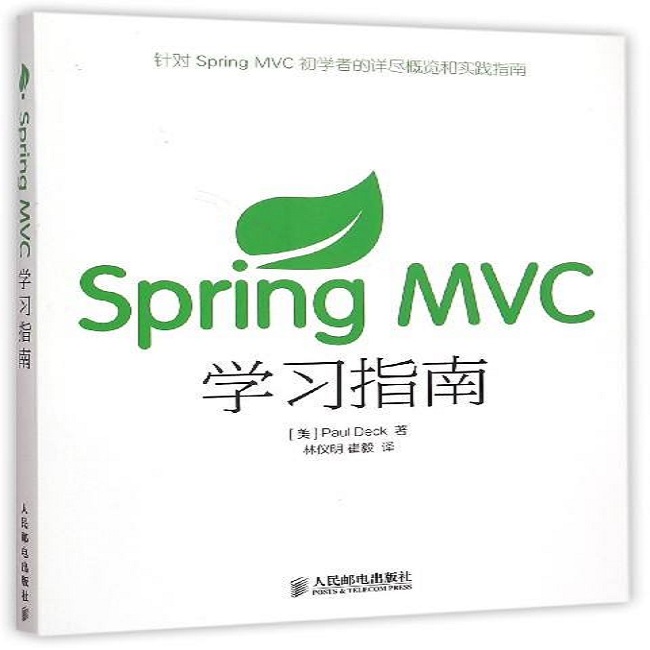 针对 Spring MVC 初学者的详尽概览和实践指南
Spring MVC
学习指南
[美] Paul Deck 著
林仪明 崔毅 译
人民邮电出版社
POSTS & TELECOM PRESS
Spring MVC 学习指南
人民邮电出版社